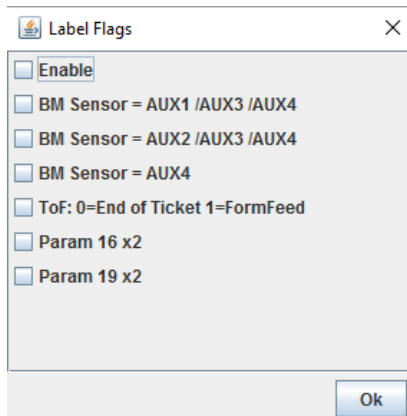 Label Flags
Enable
BM Sensor = AUX1 /AUX3 /AUX4
BM Sensor = AUX2 /AUX3 /AUX4
BM Sensor = AUX4
ToF: 0=End of Ticket 1=FormFeed
Param 16 x2
Param 19 x2
Ok